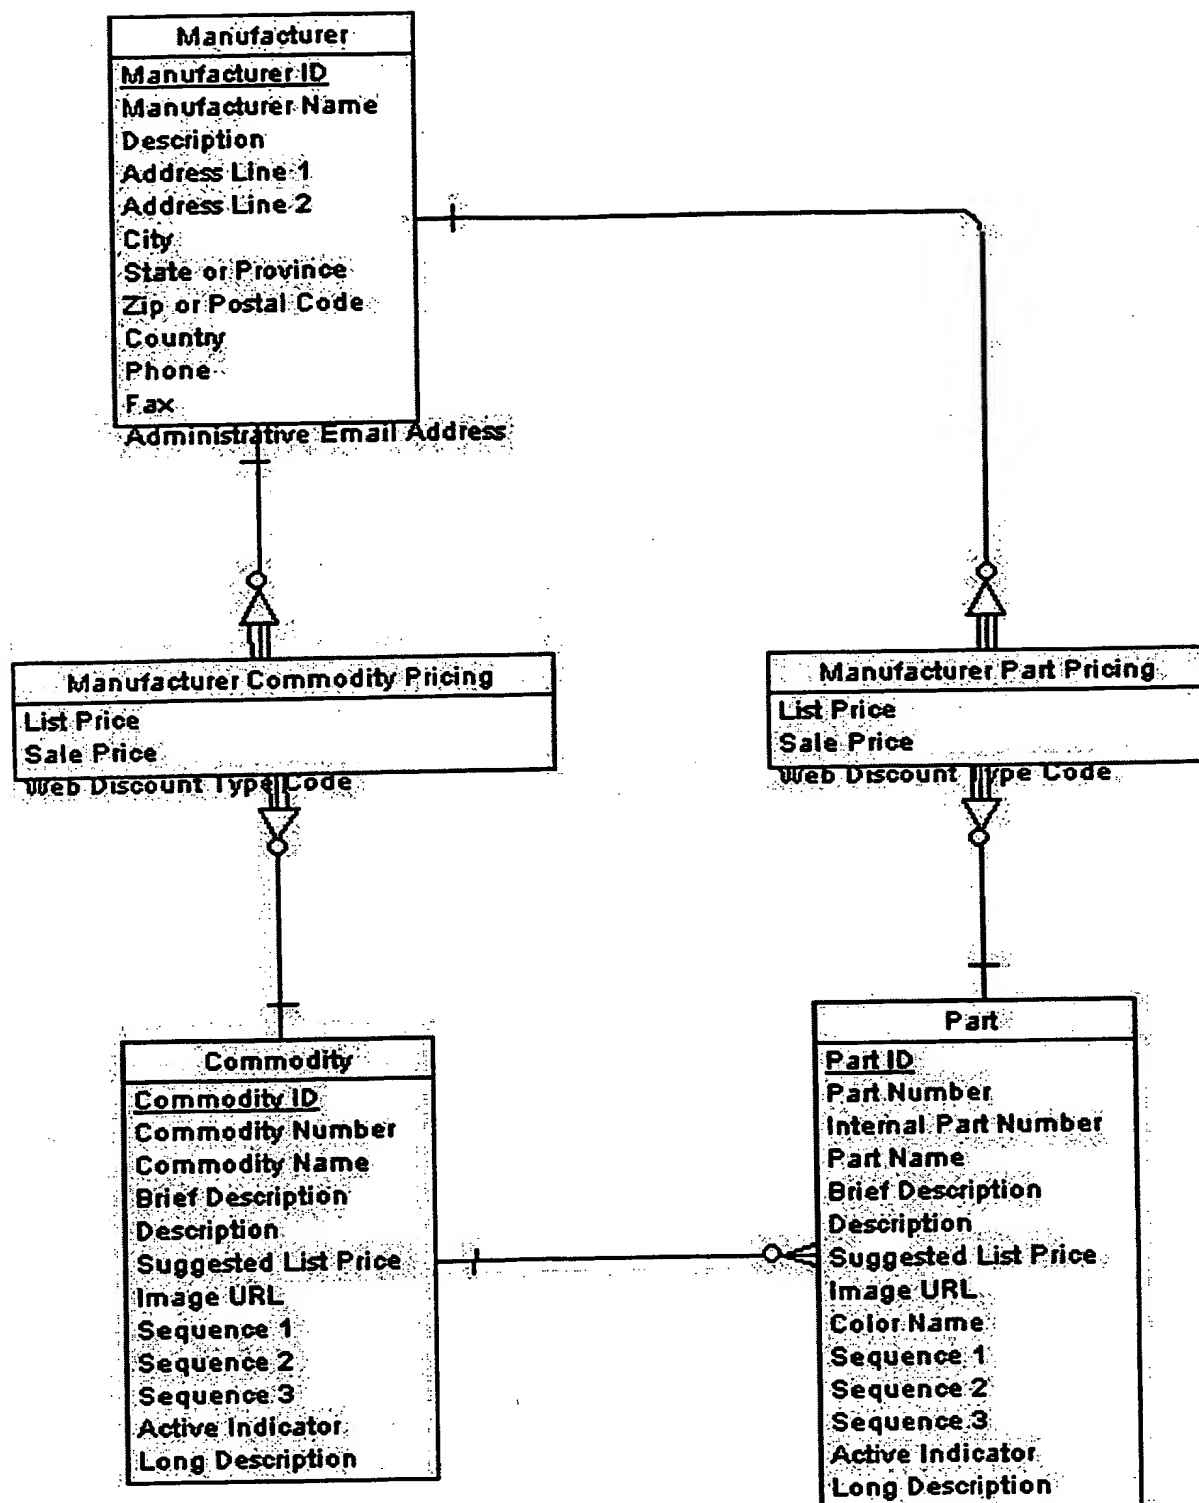 Manufacturer
Manufacturer ID
Manufacturer Name
Description
Address Line 1
Address Line 2
City
State or Province
Zip or Postal Code
Country
Phone
Fax
Administrative Email Address
Manufacturer Commodity Pricing
List Price
Sale Price
Web Discount Type Code
Manufacturer Part Pricing
List Price
Sale Price
Web Discount Type Code
Commodity
Commodity ID
Commodity Number
Commodity Name
Brief Description
Description
Suggested List Price
Image URL
Sequence 1
Sequence 2
Sequence 3
Active Indicator
Long Description
Part
Part ID
Part Number
Internal Part Number
Part Name
Brief Description
Description
Suggested List Price
Image URL
Color Name
Sequence 1
Sequence 2
Sequence 3
Active Indicator
Long Description